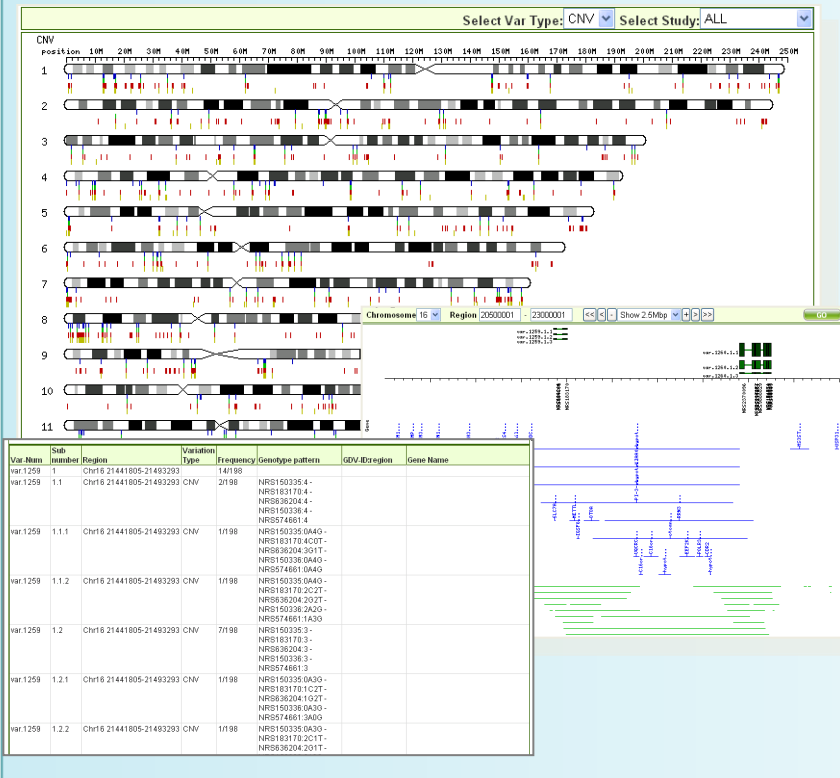 Select Var Type: CNV Select Study: ALL
CNV
position 10M 20M 30M 40M 50M 60M 70M 80M 90M 100M 110M 120M 130M 140M 150M 160M 170M 180M 190M 200M 210M 220M 230M 240M 250M
1
2
3
4
5
6
7
8
9
10
11
Chromosome 16 Region 20500001 - 23000001 << < - Show 2.5Mbp + > >> GO
var.1259.1.1
var.1259.1.2
var.1259.1.3
var.1260.1.1
var.1260.1.2
var.1260.1.3
Gene
Var-Num Sub number Region Variation Type Frequency Genotype pattern GDV-ID:region Gene Name
var.1259 1 Chr16 21441805-21493293 14/198
var.1259 1.1 Chr16 21441805-21493293 CNV 2/198 NRS150335:4 -
NRS183170:4 -
NRS636204:4 -
NRS150336:4 -
NRS574661:4
var.1259 1.1.1 Chr16 21441805-21493293 CNV 1/198 NRS150335:0A4G -
NRS183170:4C0T -
NRS636204:3G1T -
NRS150336:0A4G -
NRS574661:0A4G
var.1259 1.1.2 Chr16 21441805-21493293 CNV 1/198 NRS150335:0A4G -
NRS183170:2C2T -
NRS636204:2G2T -
NRS150336:2A2G -
NRS574661:1A3G
var.1259 1.2 Chr16 21441805-21493293 CNV 7/198 NRS150335:3 -
NRS183170:3 -
NRS636204:3 -
NRS150336:3 -
NRS574661:3
var.1259 1.2.1 Chr16 21441805-21493293 CNV 1/198 NRS150335:0A3G -
NRS183170:1C2T -
NRS636204:1G2T -
NRS150336:0A3G -
NRS574661:3A0G
var.1259 1.2.2 Chr16 21441805-21493293 CNV 1/198 NRS150335:0A3G -
NRS183170:2C1T -
NRS636204:2G1T -